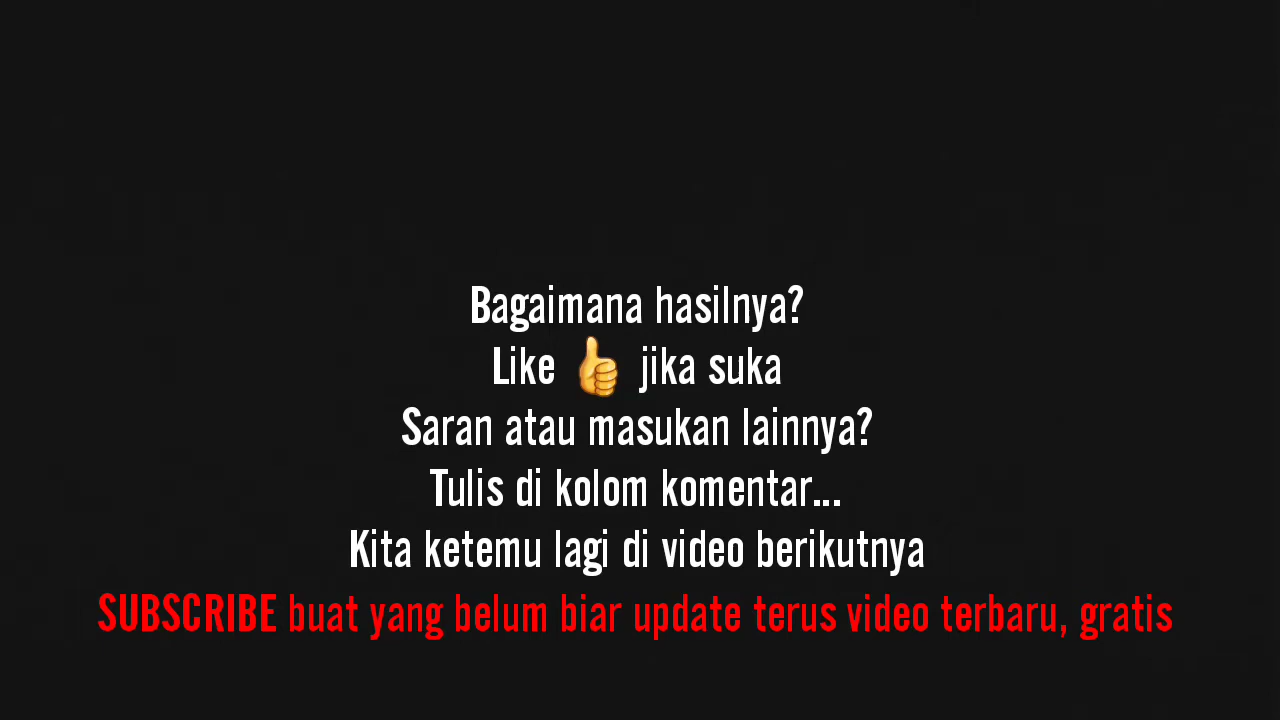 Bagaimana hasilnya?
Like 👍 jika suka
Saran atau masukan lainnya?
Tulis di kolom komentar...
Kita ketemu lagi di video berikutnya
SUBSCRIBE buat yang belum biar update terus video terbaru, gratis